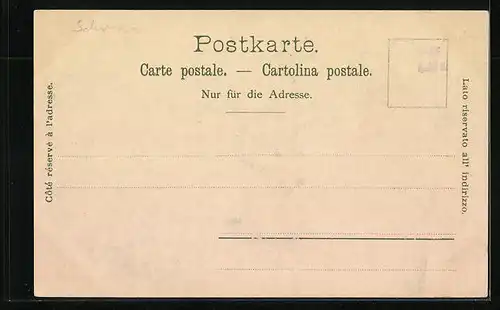 Postkarte.
Carte postale. — Cartolina postale.
Nur für die Adresse.
Côté réservé à l'adresse.
Lato riservato all' indirizzo.